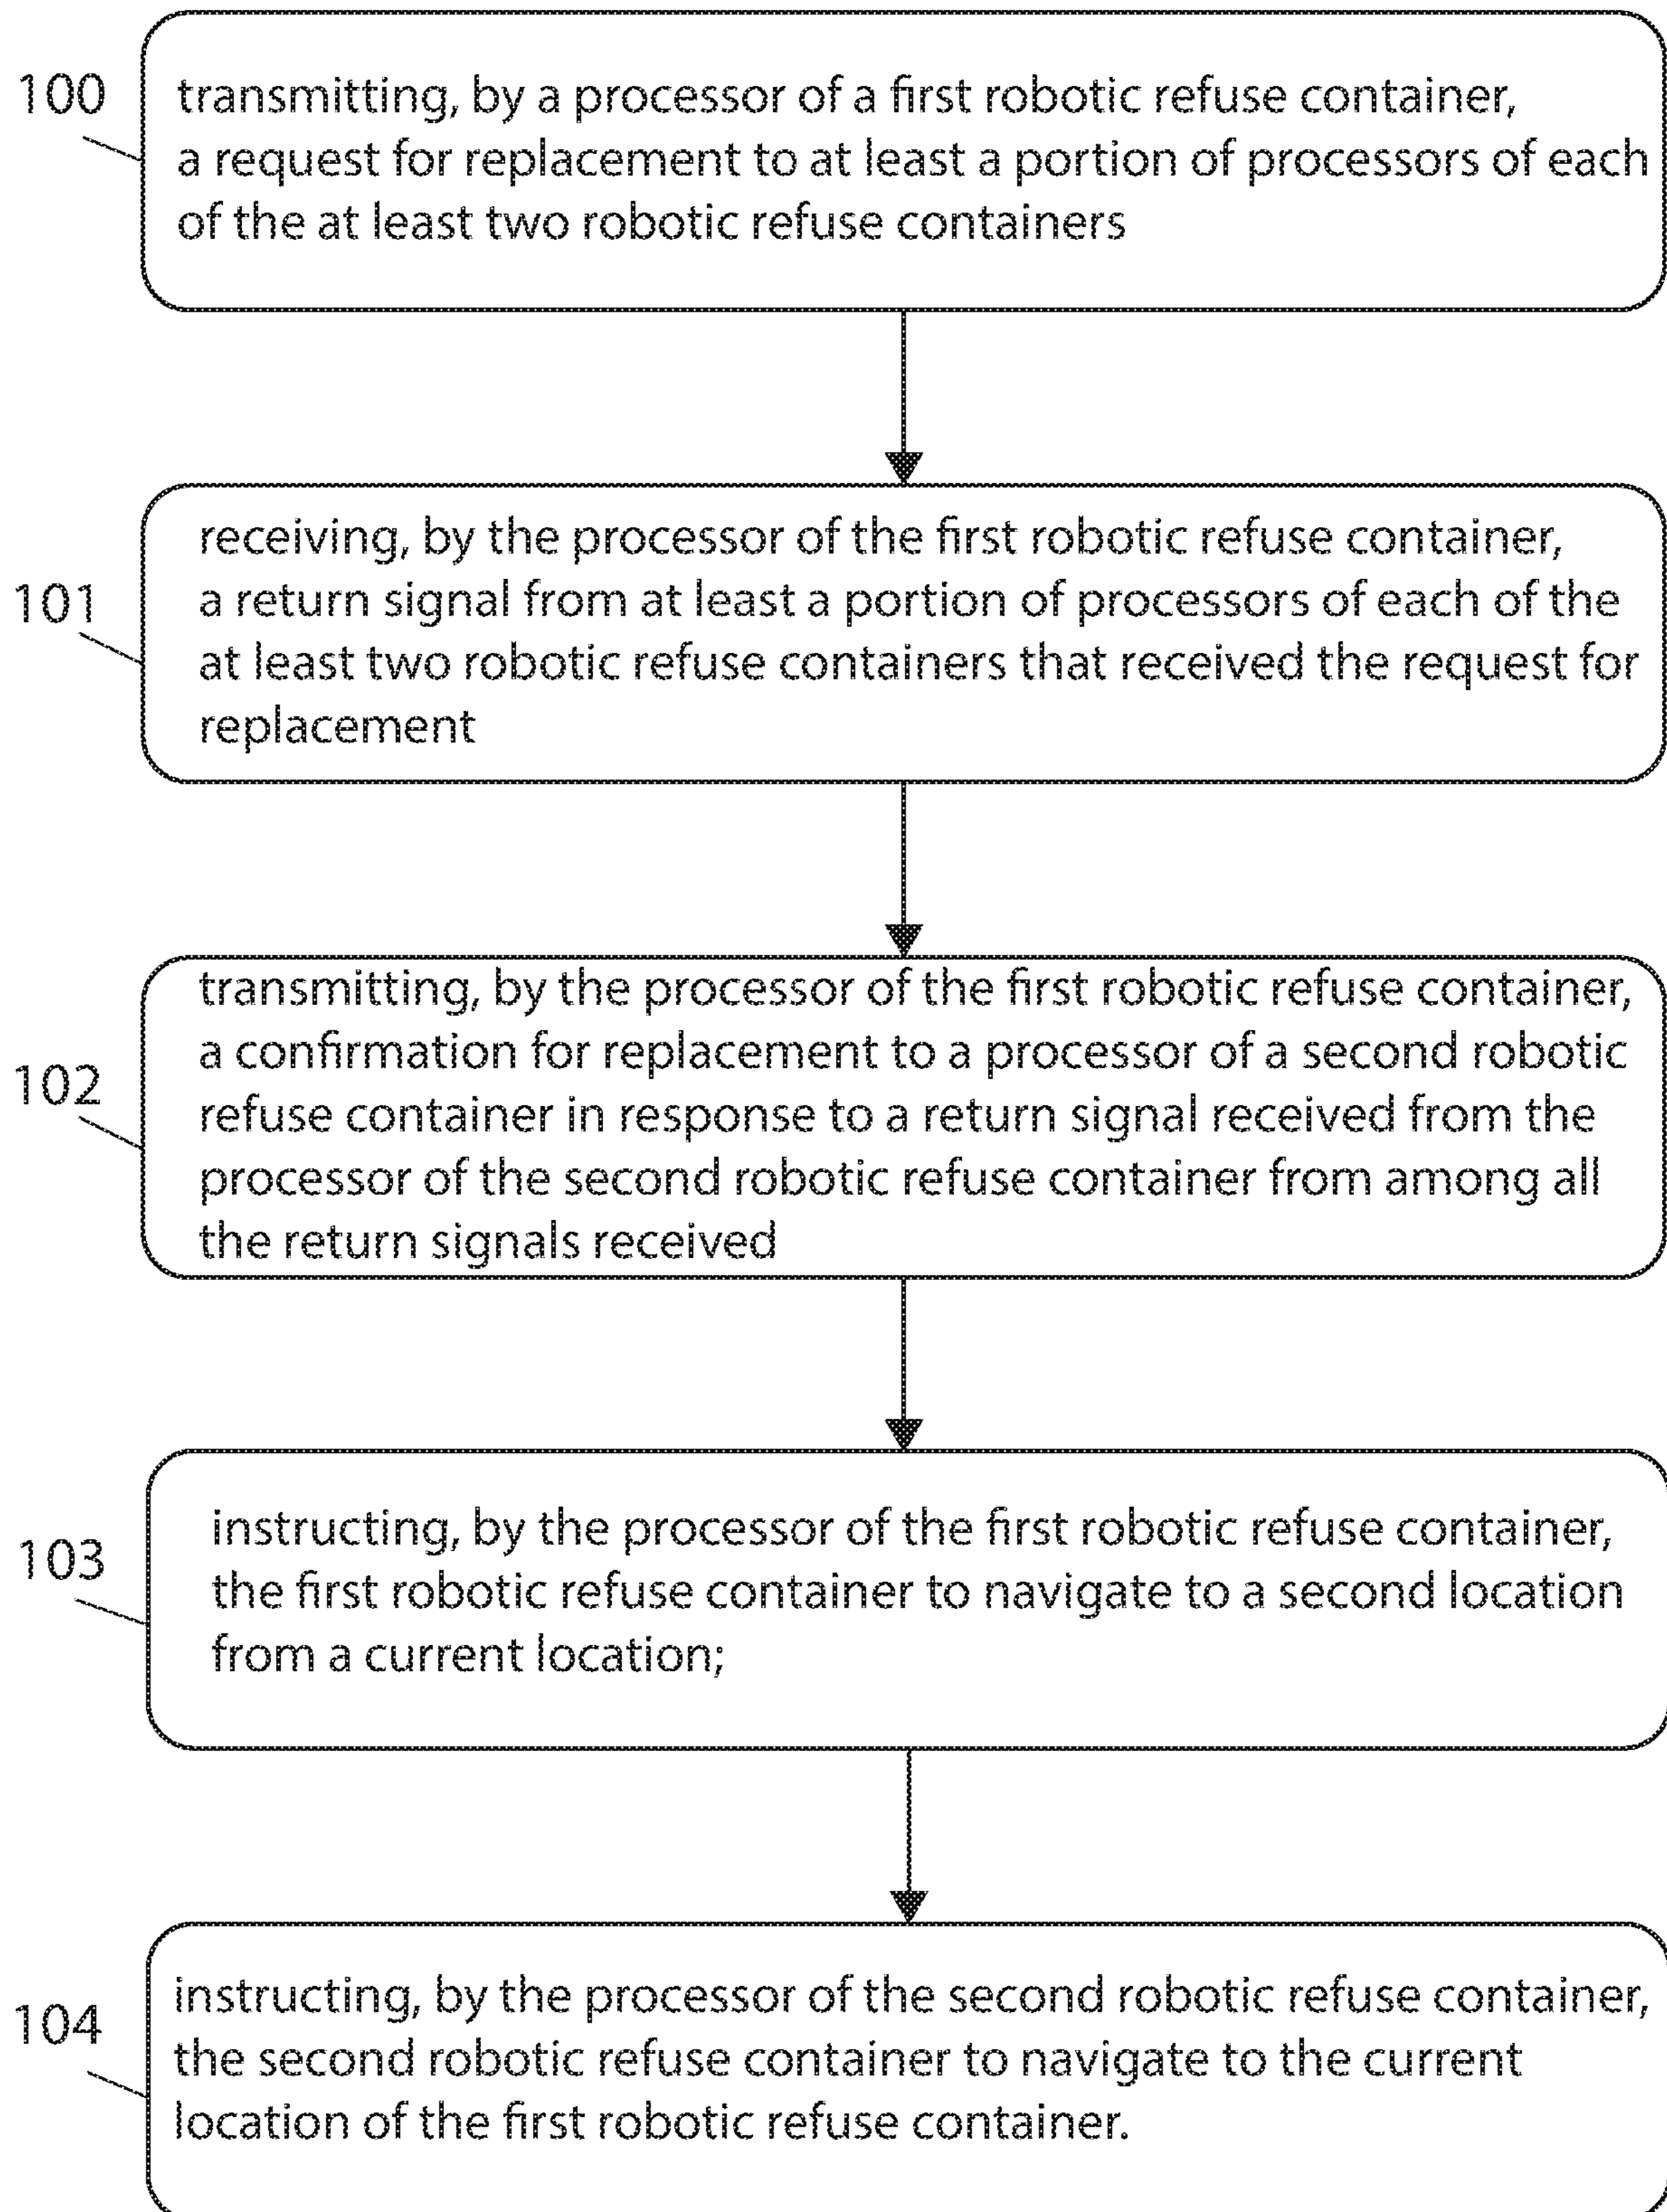 100
transmitting, by a processor of a first robotic refuse container,
a request for replacement to at least a portion of processors of each
of the at least two robotic refuse containers
101
receiving, by the processor of the first robotic refuse container,
a return signal from at least a portion of processors of each of the
at least two robotic refuse containers that received the request for
replacement
102
transmitting, by the processor of the first robotic refuse container,
a confirmation for replacement to a processor of a second robotic
refuse container in response to a return signal received from the
processor of the second robotic refuse container from among all
the return signals received
103
instructing, by the processor of the first robotic refuse container,
the first robotic refuse container to navigate to a second location
from a current location;
104
instructing, by the processor of the second robotic refuse container,
the second robotic refuse container to navigate to the current
location of the first robotic refuse container.